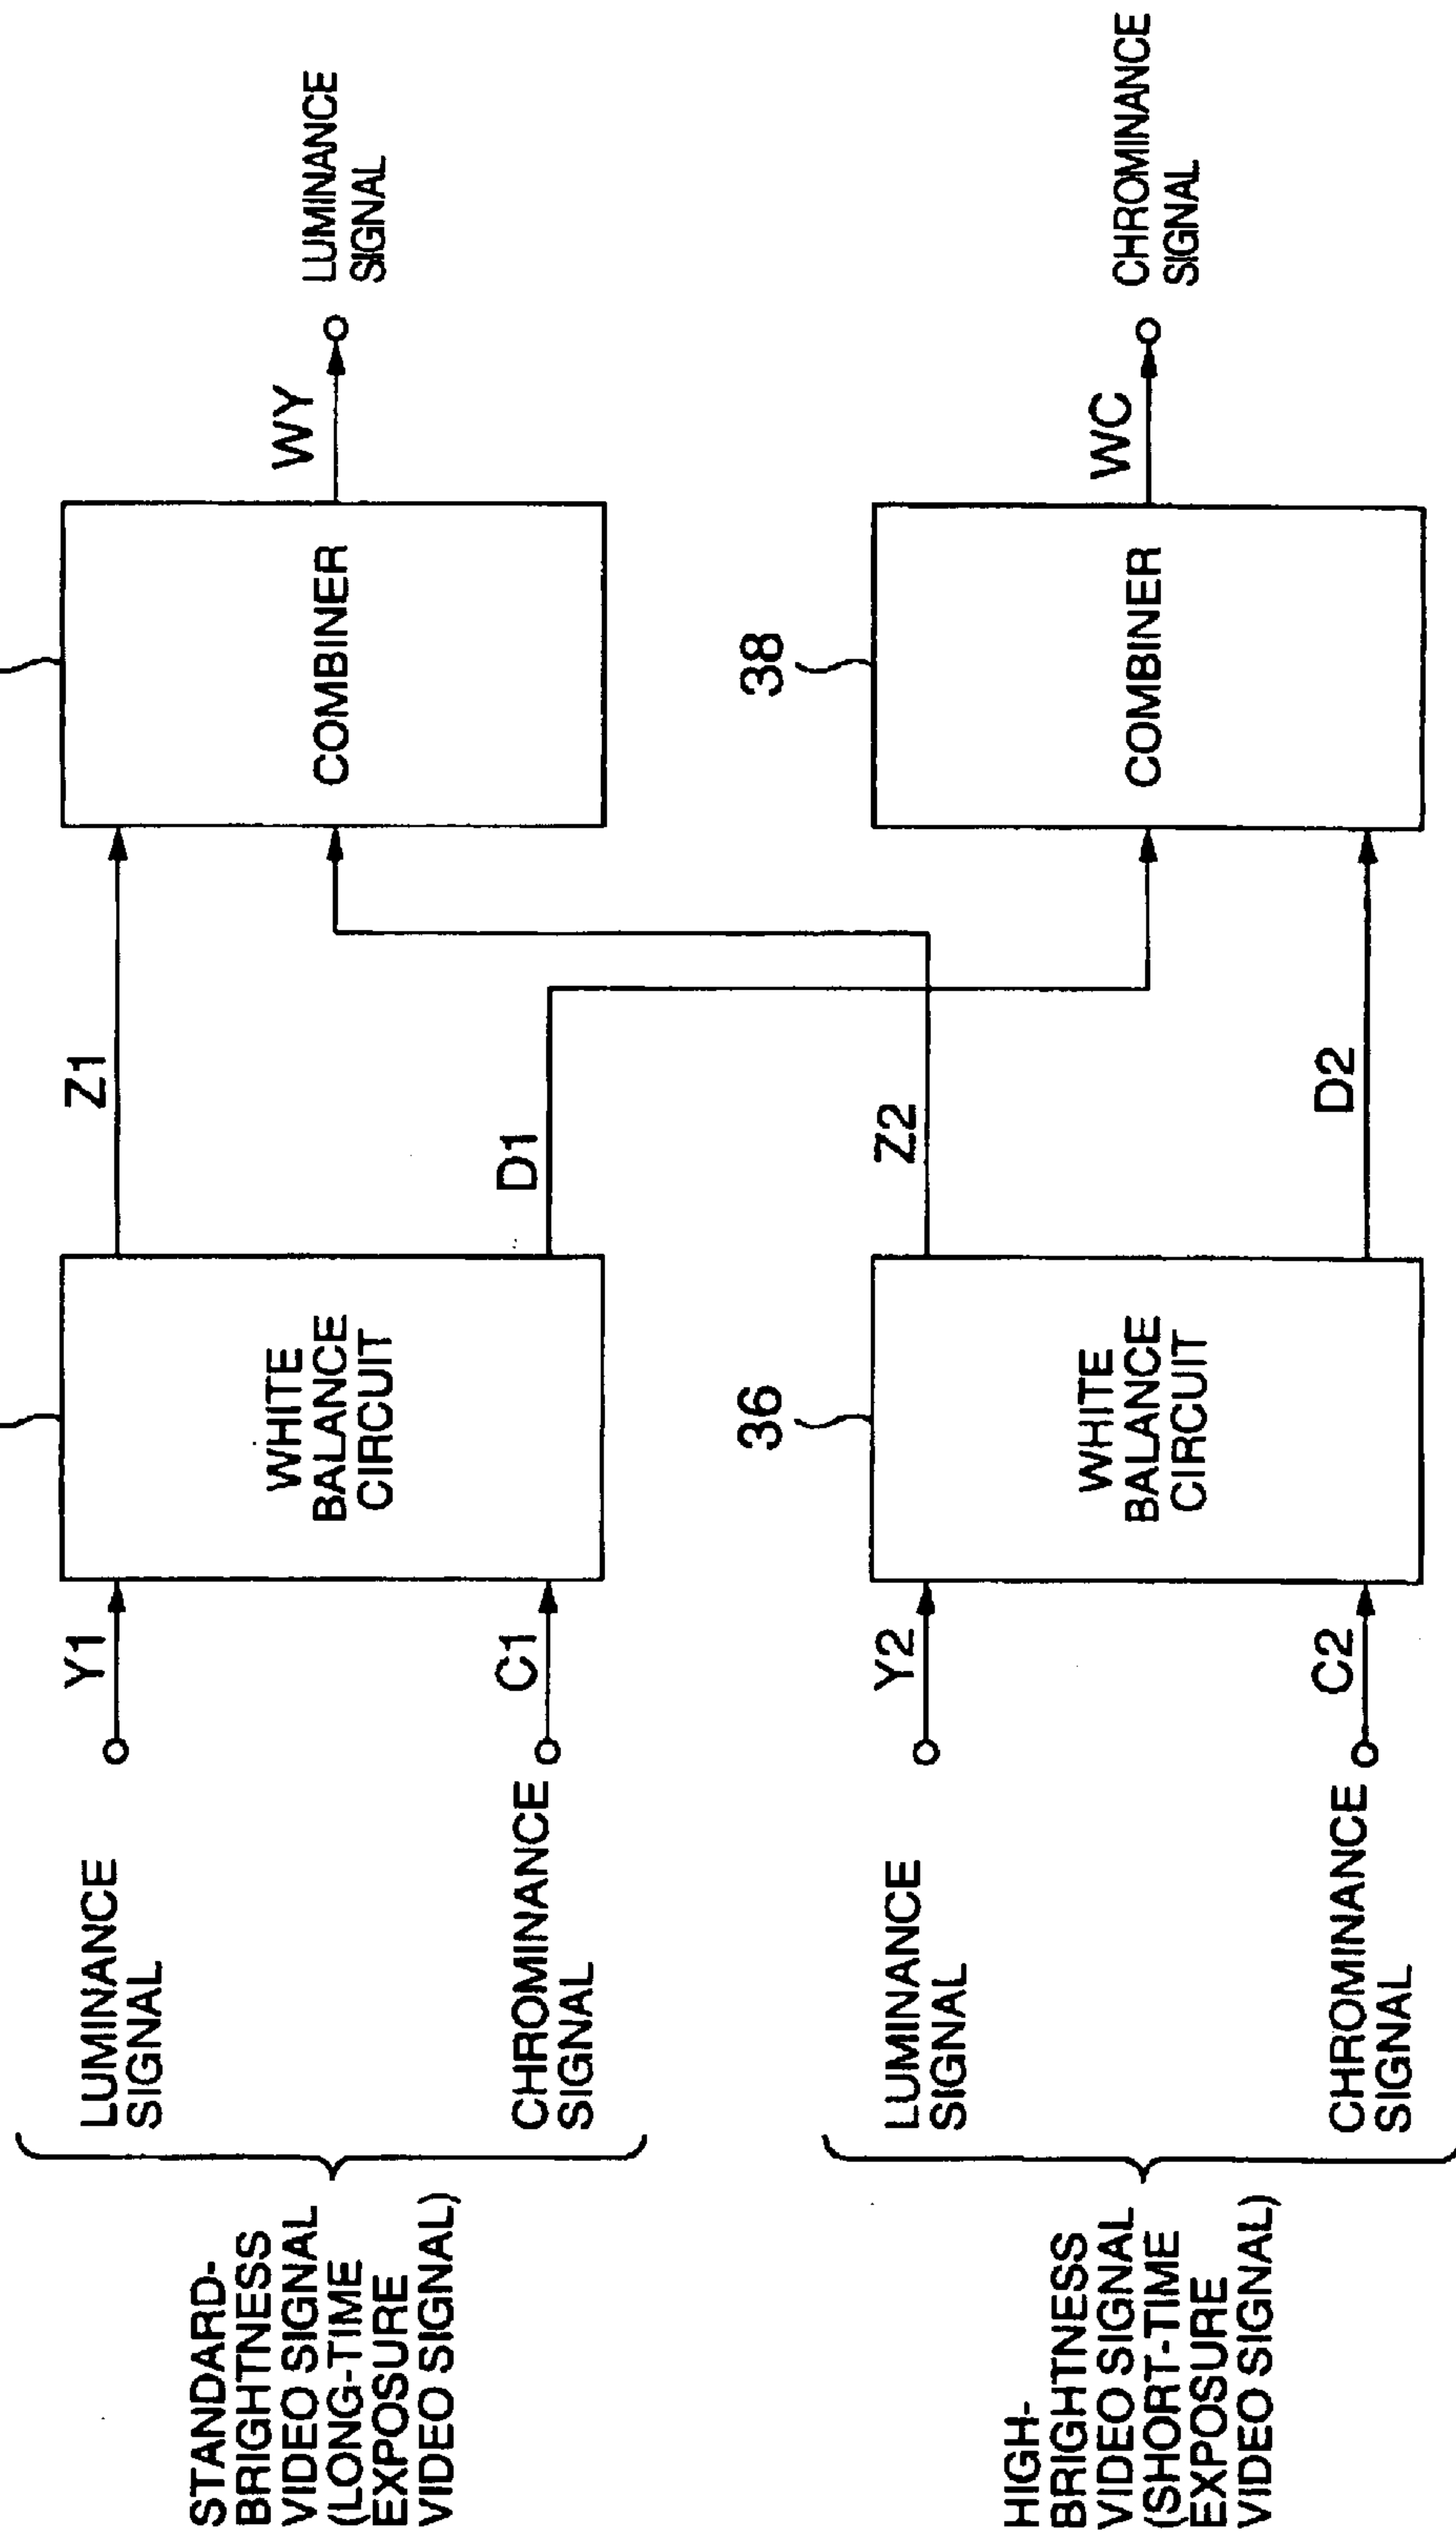 STANDARD-
BRIGHTNESS
VIDEO SIGNAL
(LONG-TIME
EXPOSURE
VIDEO SIGNAL)
LUMINANCE
SIGNAL
Y1
CHROMINANCE
SIGNAL
C1
WHITE
BALANCE
CIRCUIT
Z1
D1
COMBINER
WY
LUMINANCE
SIGNAL
HIGH-
BRIGHTNESS
VIDEO SIGNAL
(SHORT-TIME
EXPOSURE
VIDEO SIGNAL)
LUMINANCE
SIGNAL
Y2
CHROMINANCE
SIGNAL
C2
36
WHITE
BALANCE
CIRCUIT
Z2
D2
38
COMBINER
WC
CHROMINANCE
SIGNAL